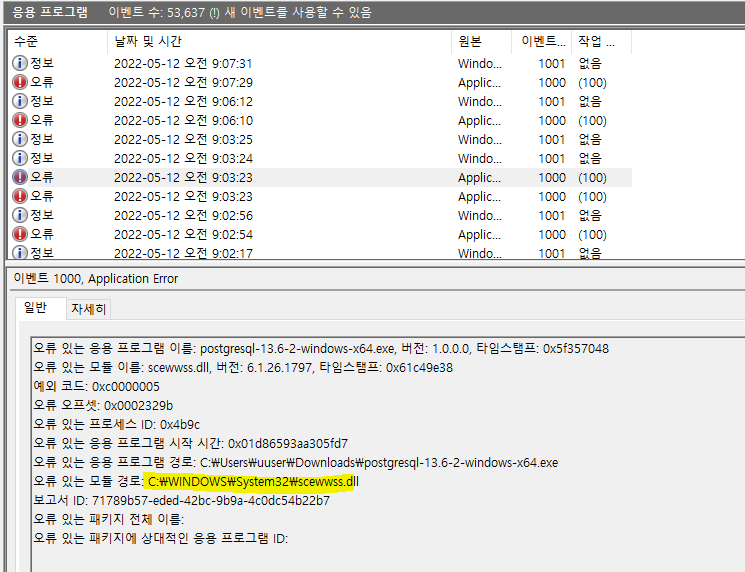 응용 프로그램 이벤트 수: 53,637 (!) 새 이벤트를 사용할 수 있음
수준 날짜 및 시간 원본 이벤트... 작업 ...
정보 2022-05-12 오전 9:07:31 Windo... 1001 없음
오류 2022-05-12 오전 9:07:29 Applic... 1000 (100)
정보 2022-05-12 오전 9:06:12 Windo... 1001 없음
오류 2022-05-12 오전 9:06:10 Applic... 1000 (100)
정보 2022-05-12 오전 9:03:25 Windo... 1001 없음
정보 2022-05-12 오전 9:03:24 Windo... 1001 없음
오류 2022-05-12 오전 9:03:23 Applic... 1000 (100)
오류 2022-05-12 오전 9:03:23 Applic... 1000 (100)
정보 2022-05-12 오전 9:02:56 Windo... 1001 없음
오류 2022-05-12 오전 9:02:54 Applic... 1000 (100)
정보 2022-05-12 오전 9:02:17 Windo... 1001 없음
이벤트 1000, Application Error
일반 자세히
오류 있는 응용 프로그램 이름: postgresql-13.6-2-windows-x64.exe, 버전: 1.0.0.0, 타임스탬프: 0x5f357048
오류 있는 모듈 이름: scewwss.dll, 버전: 6.1.26.1797, 타임스탬프: 0x61c49e38
예외 코드: 0xc0000005
오류 오프셋: 0x0002329b
오류 있는 프로세스 ID: 0x4b9c
오류 있는 응용 프로그램 시작 시간: 0x01d86593aa305fd7
오류 있는 응용 프로그램 경로: C:₩Users₩uuser₩Downloads₩postgresql-13.6-2-windows-x64.exe
오류 있는 모듈 경로: C:₩WINDOWS₩System32₩scewwss.dll
보고서 ID: 71789b57-eded-42bc-9b9a-4c0dc54b22b7
오류 있는 패키지 전체 이름:
오류 있는 패키지에 상대적인 응용 프로그램 ID: